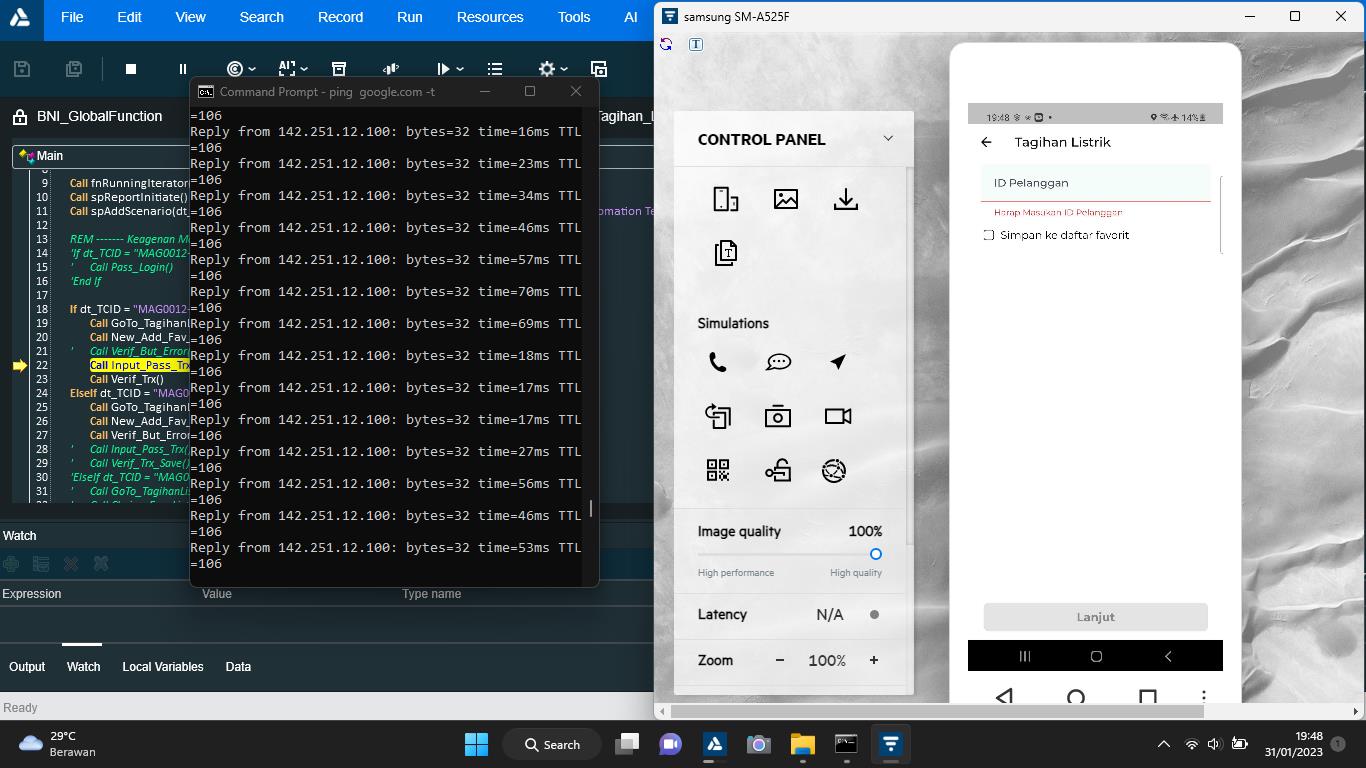 File Edit View Search Record Run Resources Tools AI
BNI_GlobalFunction
Main
9 Call fnRunningIterator
10 Call spReportInitiate()
11 Call spAddScenario(dt_
12
13 REM ------- Keagenan M
14 'If dt_TCID = "MAG0012-
15 ' Call Pass_Login()
16 'End If
17
18 If dt_TCID = "MAG0012-
19 Call GoTo_TagihanL
20 Call New_Add_Fav_
21 ' Call Verif_But_Error
22 Call Input_Pass_Trx
23 Call Verif_Trx()
24 ElseIf dt_TCID = "MAG0
25 Call GoTo_TagihanL
26 Call New_Add_Fav_
27 Call Verif_But_Error
28 ' Call Input_Pass_Trx(
29 ' Call Verif_Trx_Save()
30 'ElseIf dt_TCID = "MAG0
31 ' Call GoTo_TagihanLis
Tagihan_L
omation Te
Command Prompt - ping google.com -t
=106
Reply from 142.251.12.100: bytes=32 time=16ms TTL
=106
Reply from 142.251.12.100: bytes=32 time=23ms TTL
=106
Reply from 142.251.12.100: bytes=32 time=34ms TTL
=106
Reply from 142.251.12.100: bytes=32 time=46ms TTL
=106
Reply from 142.251.12.100: bytes=32 time=57ms TTL
=106
Reply from 142.251.12.100: bytes=32 time=70ms TTL
=106
Reply from 142.251.12.100: bytes=32 time=69ms TTL
=106
Reply from 142.251.12.100: bytes=32 time=18ms TTL
=106
Reply from 142.251.12.100: bytes=32 time=17ms TTL
=106
Reply from 142.251.12.100: bytes=32 time=17ms TTL
=106
Reply from 142.251.12.100: bytes=32 time=27ms TTL
=106
Reply from 142.251.12.100: bytes=32 time=56ms TTL
=106
Reply from 142.251.12.100: bytes=32 time=46ms TTL
=106
Reply from 142.251.12.100: bytes=32 time=53ms TTL
=106
Watch
Expression Value Type name
Output Watch Local Variables Data
Ready
samsung SM-A525F
T
CONTROL PANEL
Simulations
Image quality 100%
High performance High quality
Latency N/A
Zoom - 100% +
19:48 14%
Tagihan Listrik
ID Pelanggan
Harap Masukan ID Pelanggan
Simpan ke daftar favorit
Lanjut
29°C
Berawan
Search
19:48
31/01/2023
1